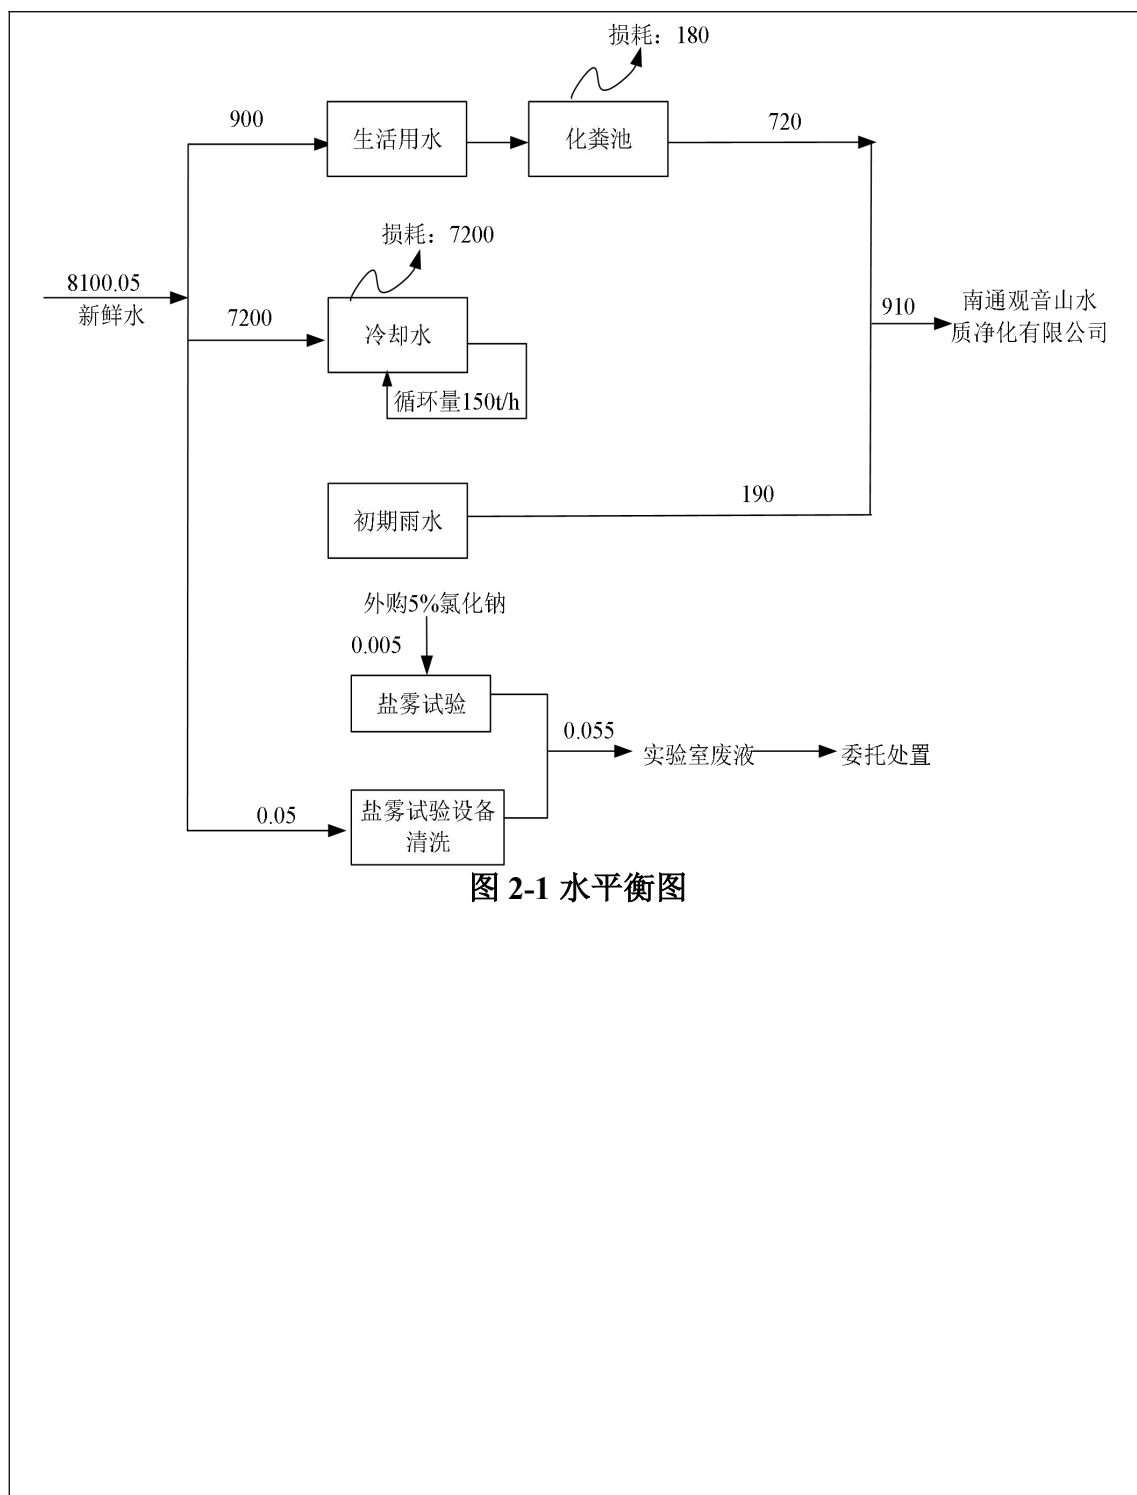 损耗：180
900
生活用水
化粪池
720
损耗：7200
8100.05
新鲜水
7200
冷却水
循环量150t/h
910
南通观音山水
质净化有限公司
初期雨水
190
外购5%氯化钠
0.005
盐雾试验
0.055
实验室废液
委托处置
0.05
盐雾试验设备
清洗
图 2-1 水平衡图